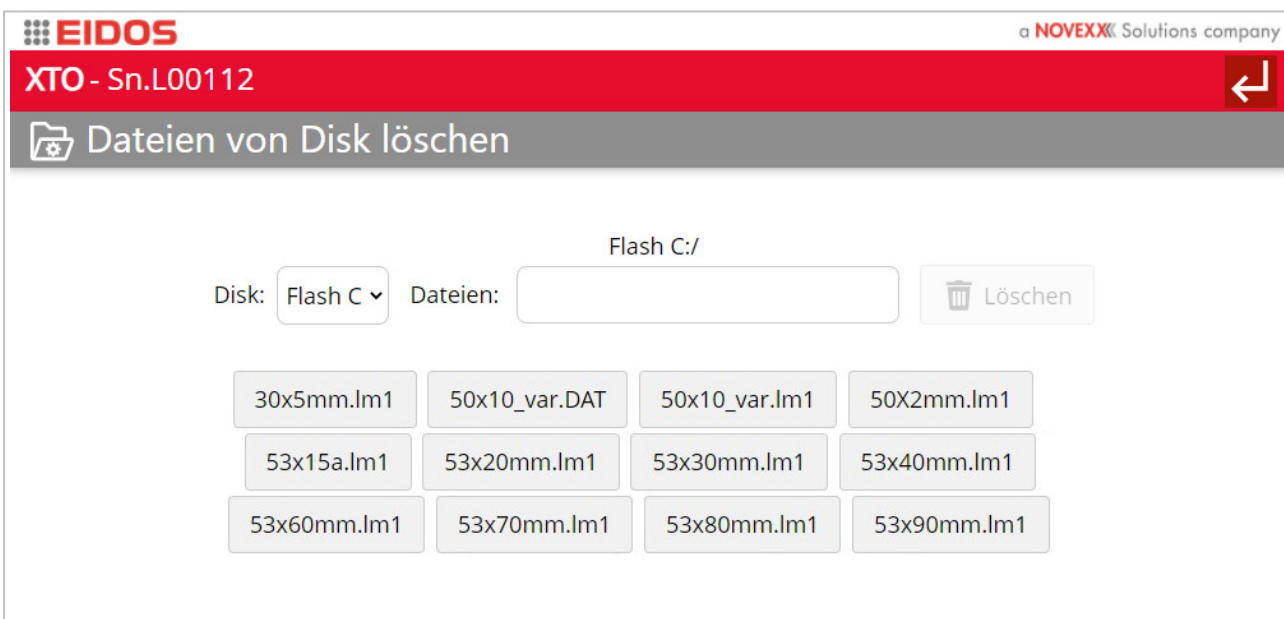 EIDOS a NOVEXX Solutions company
XTO - Sn.L00112
Dateien von Disk löschen
Flash C:/
Disk: Flash C Dateien: Löschen
30x5mm.lm1 50x10_var.DAT 50x10_var.lm1 50X2mm.lm1
53x15a.lm1 53x20mm.lm1 53x30mm.lm1 53x40mm.lm1
53x60mm.lm1 53x70mm.lm1 53x80mm.lm1 53x90mm.lm1